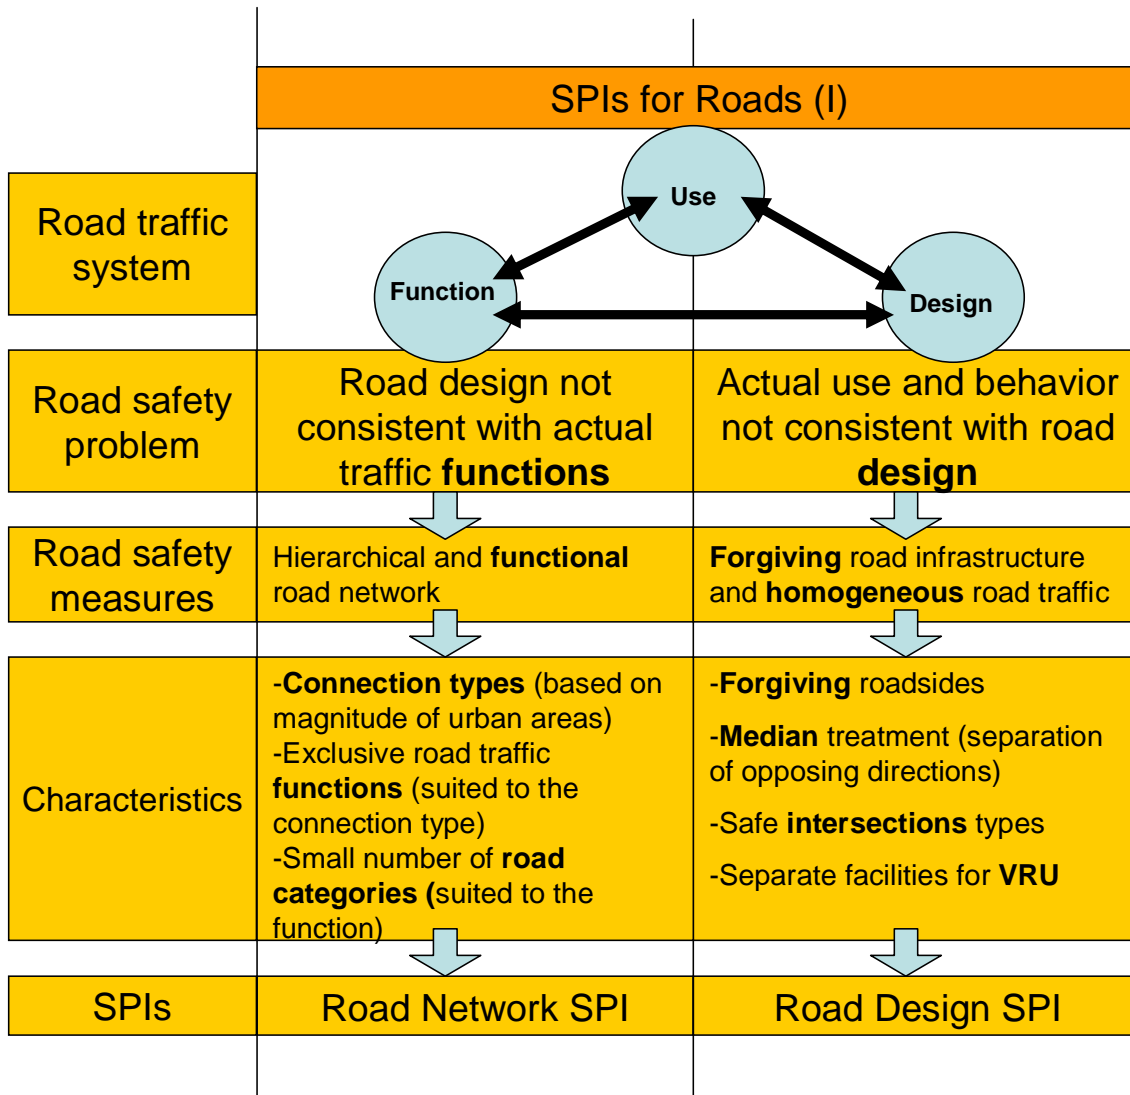 SPIs for Roads (I)
Road traffic
system
Use
Function
Design
Road safety
problem
Road design not
consistent with actual
traffic functions
Actual use and behavior
not consistent with road
design
Road safety
measures
Hierarchical and functional
road network
Forgiving road infrastructure
and homogeneous road traffic
Characteristics
-Connection types (based on
magnitude of urban areas)
-Exclusive road traffic
functions (suited to the
connection type)
-Small number of road
categories (suited to the
function)
-Forgiving roadsides
-Median treatment (separation
of opposing directions)
-Safe intersections types
-Separate facilities for VRU
SPIs
Road Network SPI
Road Design SPI